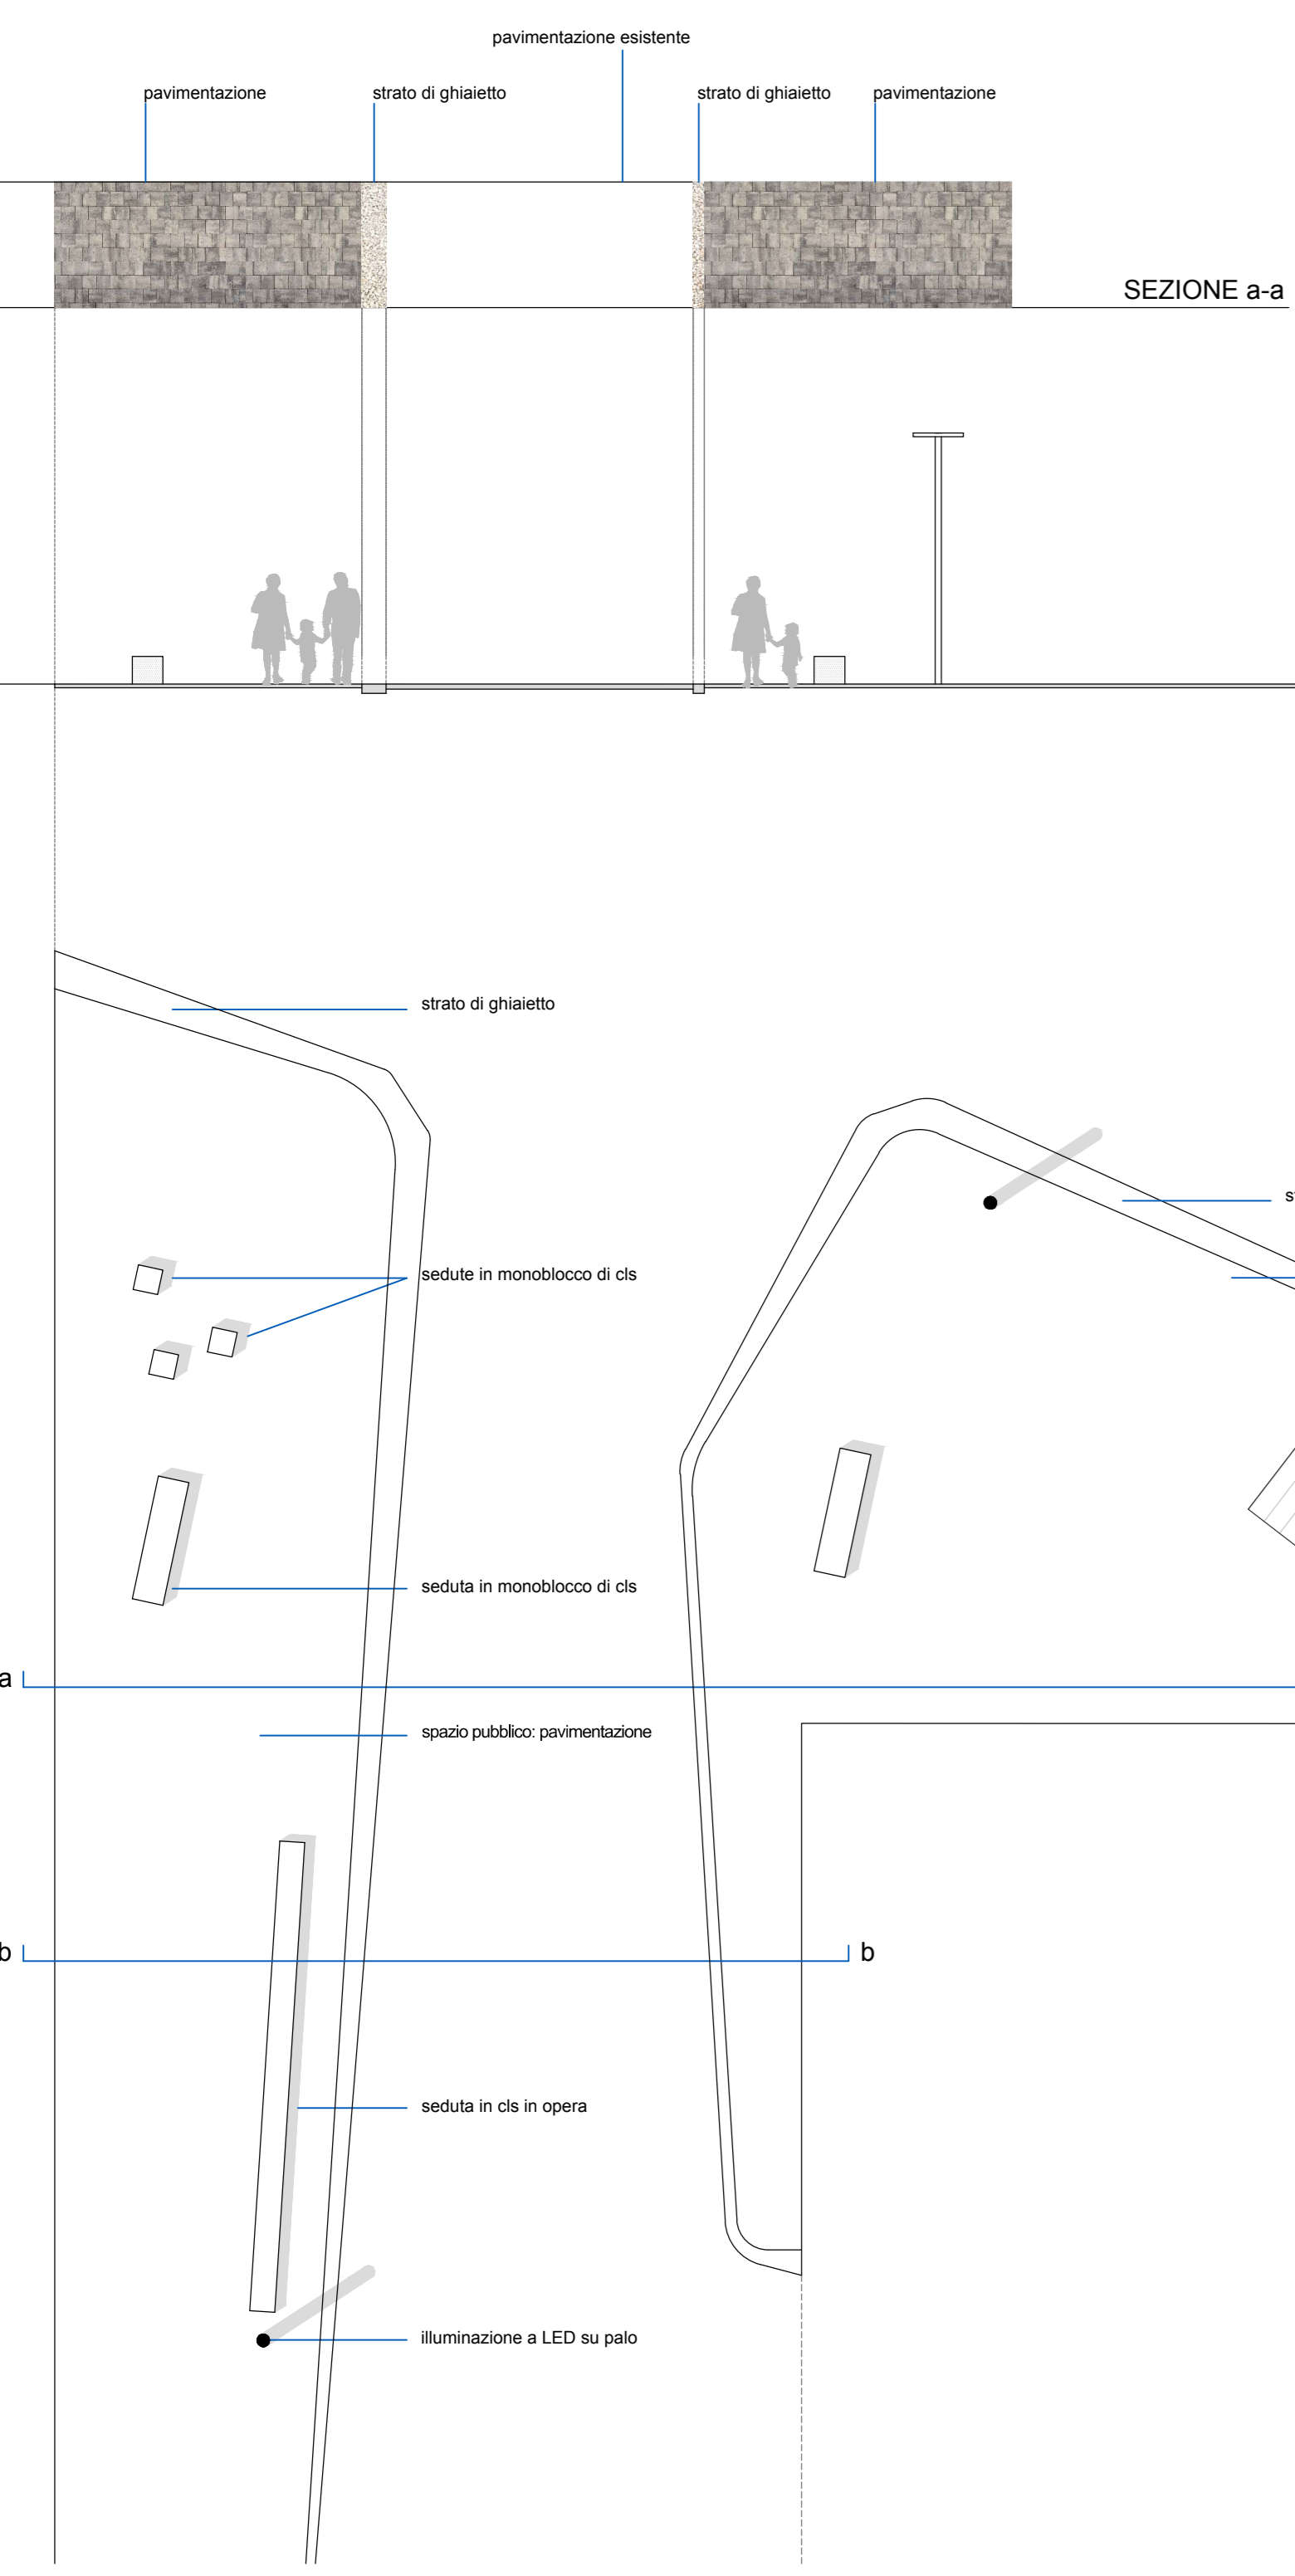 pavimentazione esistente
pavimentazione
strato di ghiaietto
strato di ghiaietto
pavimentazione
SEZIONE a-a
strato di ghiaietto
sedute in monoblocco di cls
seduta in monoblocco di cls
a
spazio pubblico: pavimentazione
b
b
seduta in cls in opera
illuminazione a LED su palo